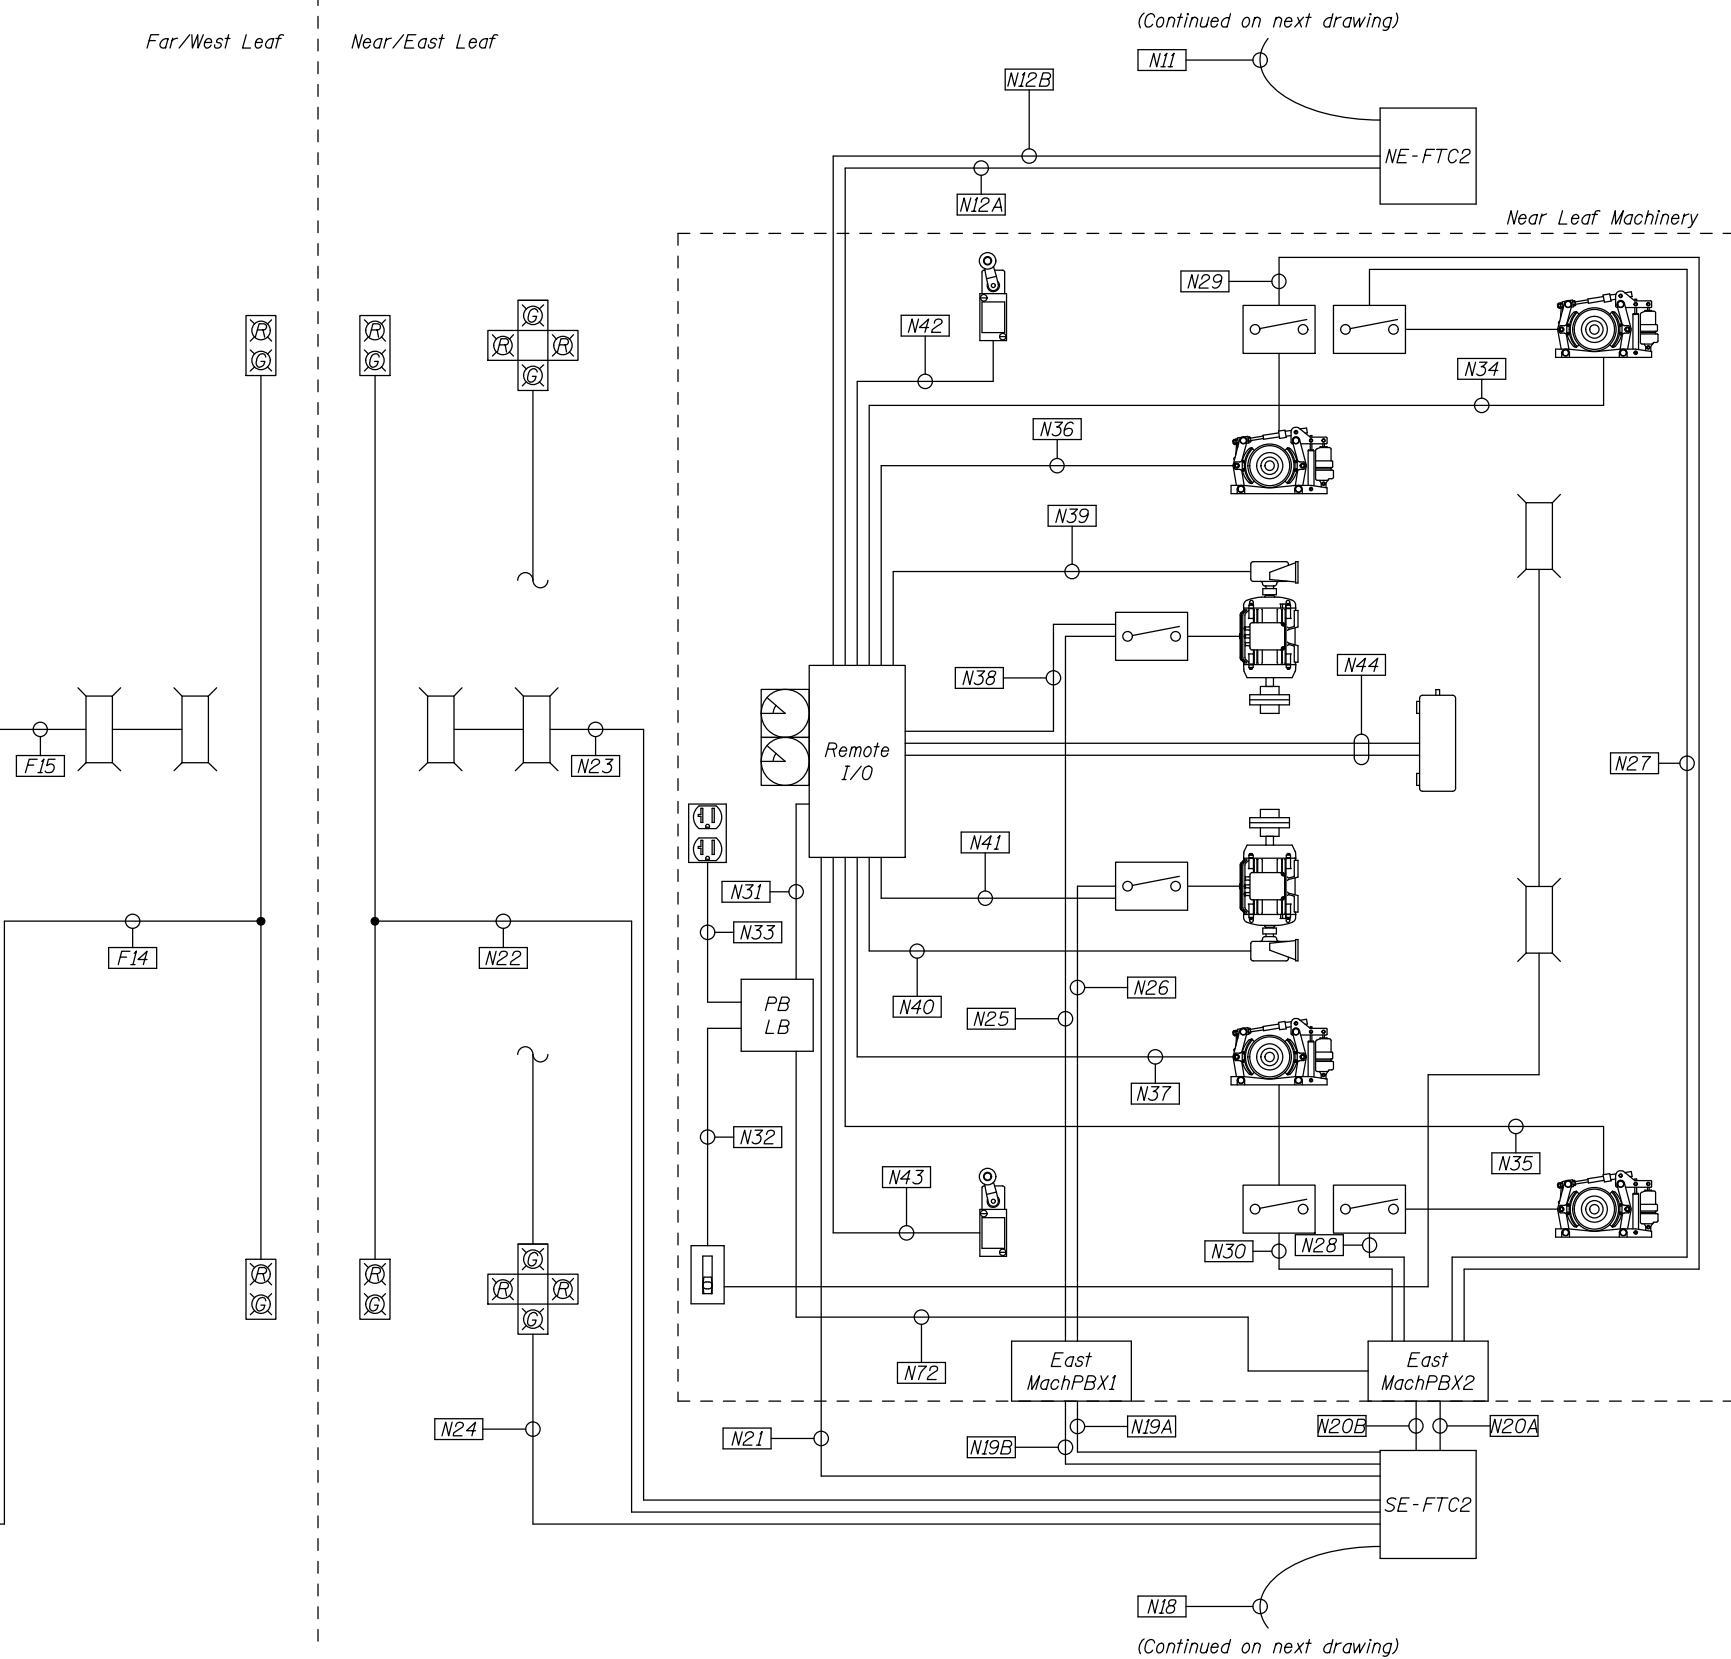 (Continued on next drawing)
Far/West Leaf
Near/East Leaf
N11
N12B
NE-FTC2
N12A
Near Leaf Machinery
N29
G
R
R
N42
R
R
G
G
G
N34
N36
N39
N44
N38
Remote
I/O
F15
N23
N27
N41
N31
N33
F14
N22
N26
PB
LB
N40
N25
N37
N32
N35
N43
N30
N28
G
R
R
R
R
G
G
G
N72
East
MachPBX1
East
MachPBX2
N24
N21
N19B
N19A
N20B
N20A
SE-FTC2
N18
(Continued on next drawing)